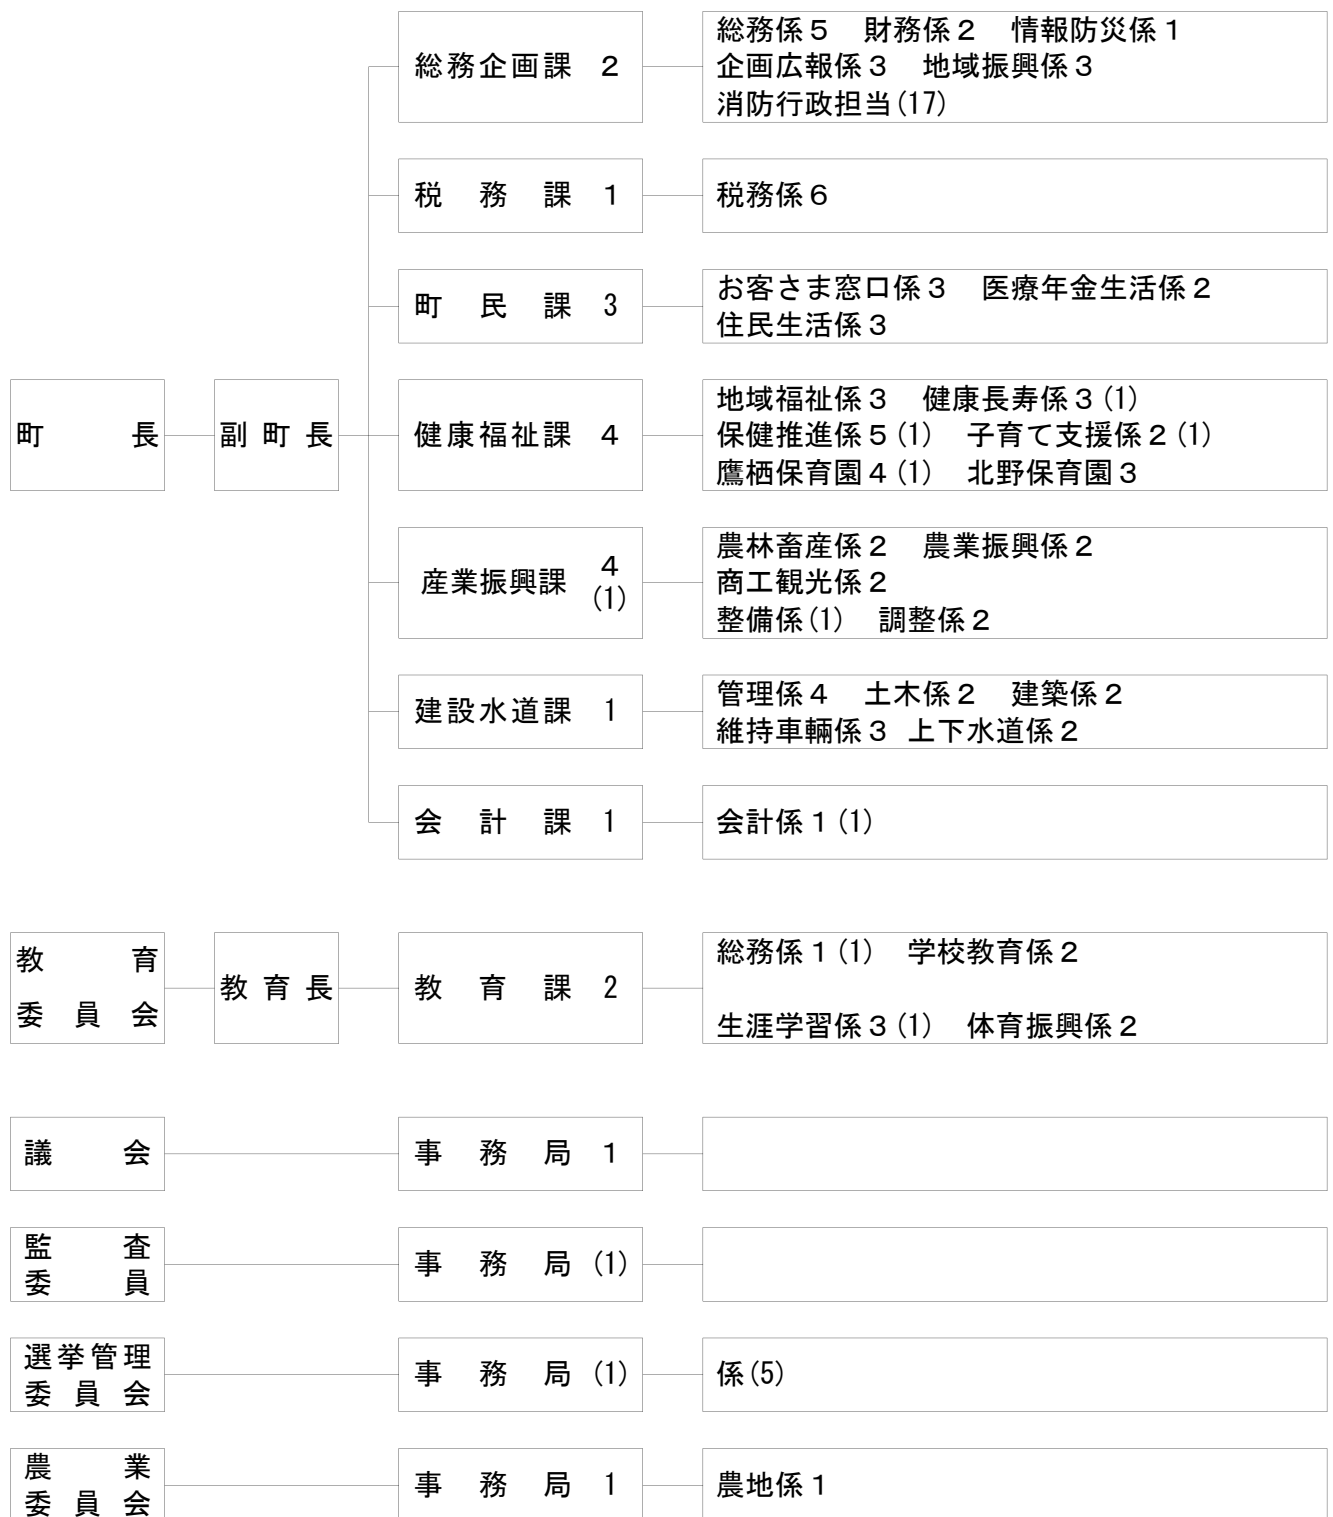 総務企画課 2
総務係5 財務係2 情報防災係1
企画広報係3 地域振興係3
消防行政担当(17)
税務課 1
税務係6
町民課 3
お客さま窓口係3 医療年金生活係2
住民生活係3
町長
副町長
健康福祉課 4
地域福祉係3 健康長寿係3(1)
保健推進係5(1) 子育て支援係2(1)
鷹栖保育園4(1) 北野保育園3
産業振興課 4
(1)
農林畜産係2 農業振興係2
商工観光係2
整備係(1) 調整係2
建設水道課 1
管理係4 土木係2 建築係2
維持車輛係3 上下水道係2
会計課 1
会計係1(1)
教育
委員会
教育長
教育課 2
総務係1(1) 学校教育係2
生涯学習係3(1) 体育振興係2
議会
事務局 1
監査
委員
事務局(1)
選挙管理
委員会
事務局(1)
係(5)
農業
委員会
事務局 1
農地係1